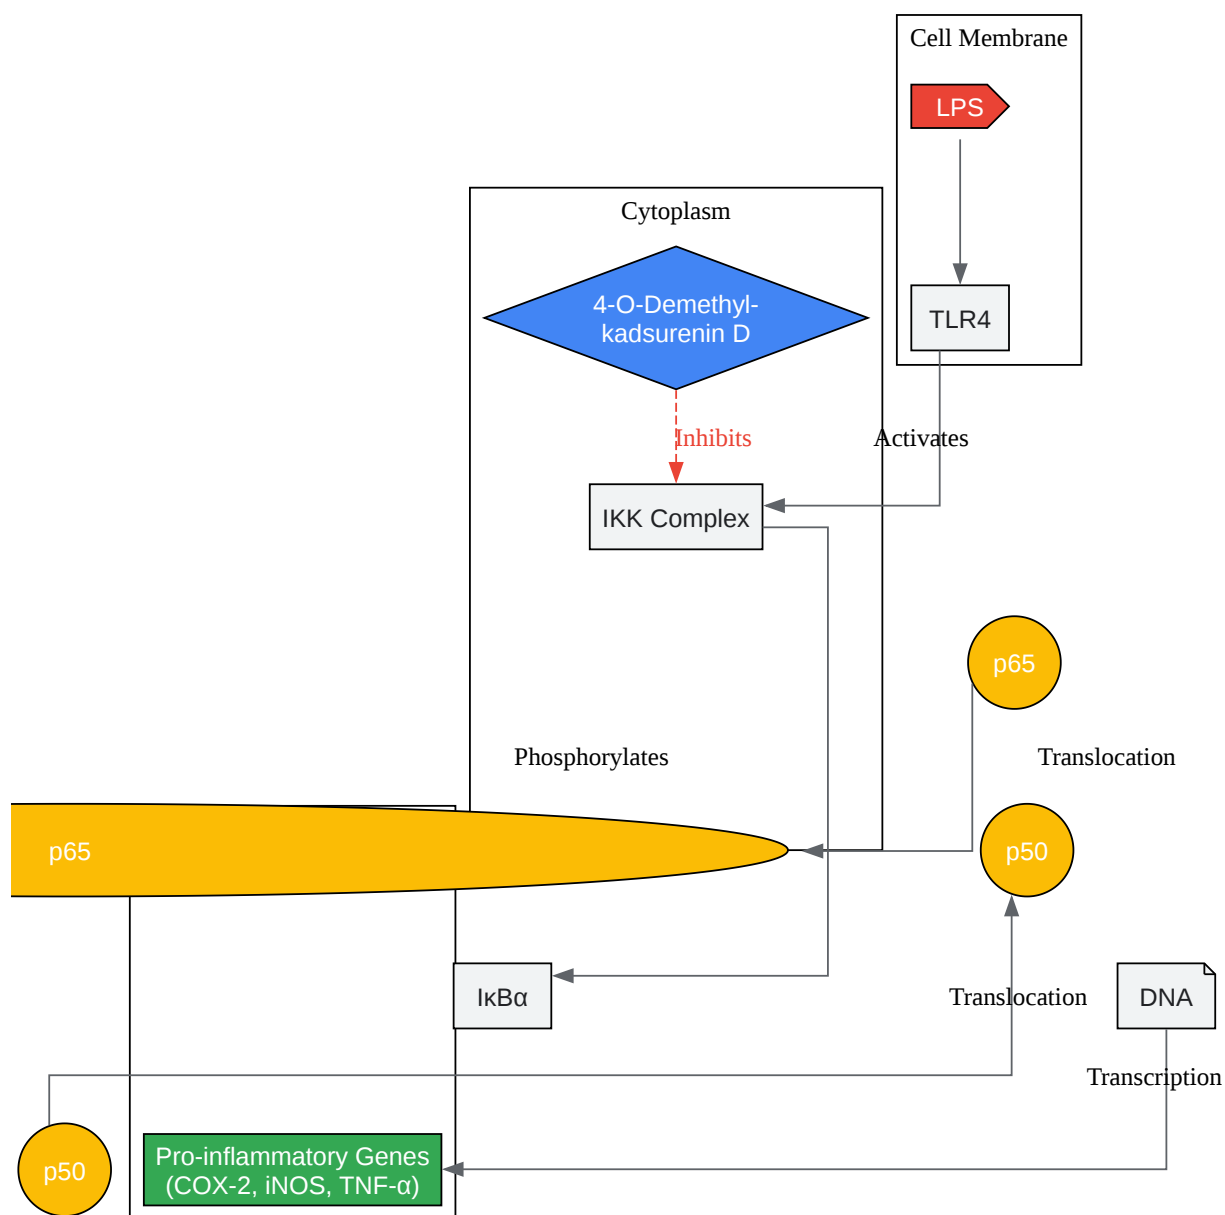 Cell Membrane
LPS
Cytoplasm
4-O-Demethyl-
kadsurenin D
TLR4
Inhibits
Activates
IKK Complex
p65
Phosphorylates
Translocation
p65
p50
IκBα
Translocation
DNA
Transcription
p50
Pro-inflammatory Genes
(COX-2, iNOS, TNF-α)